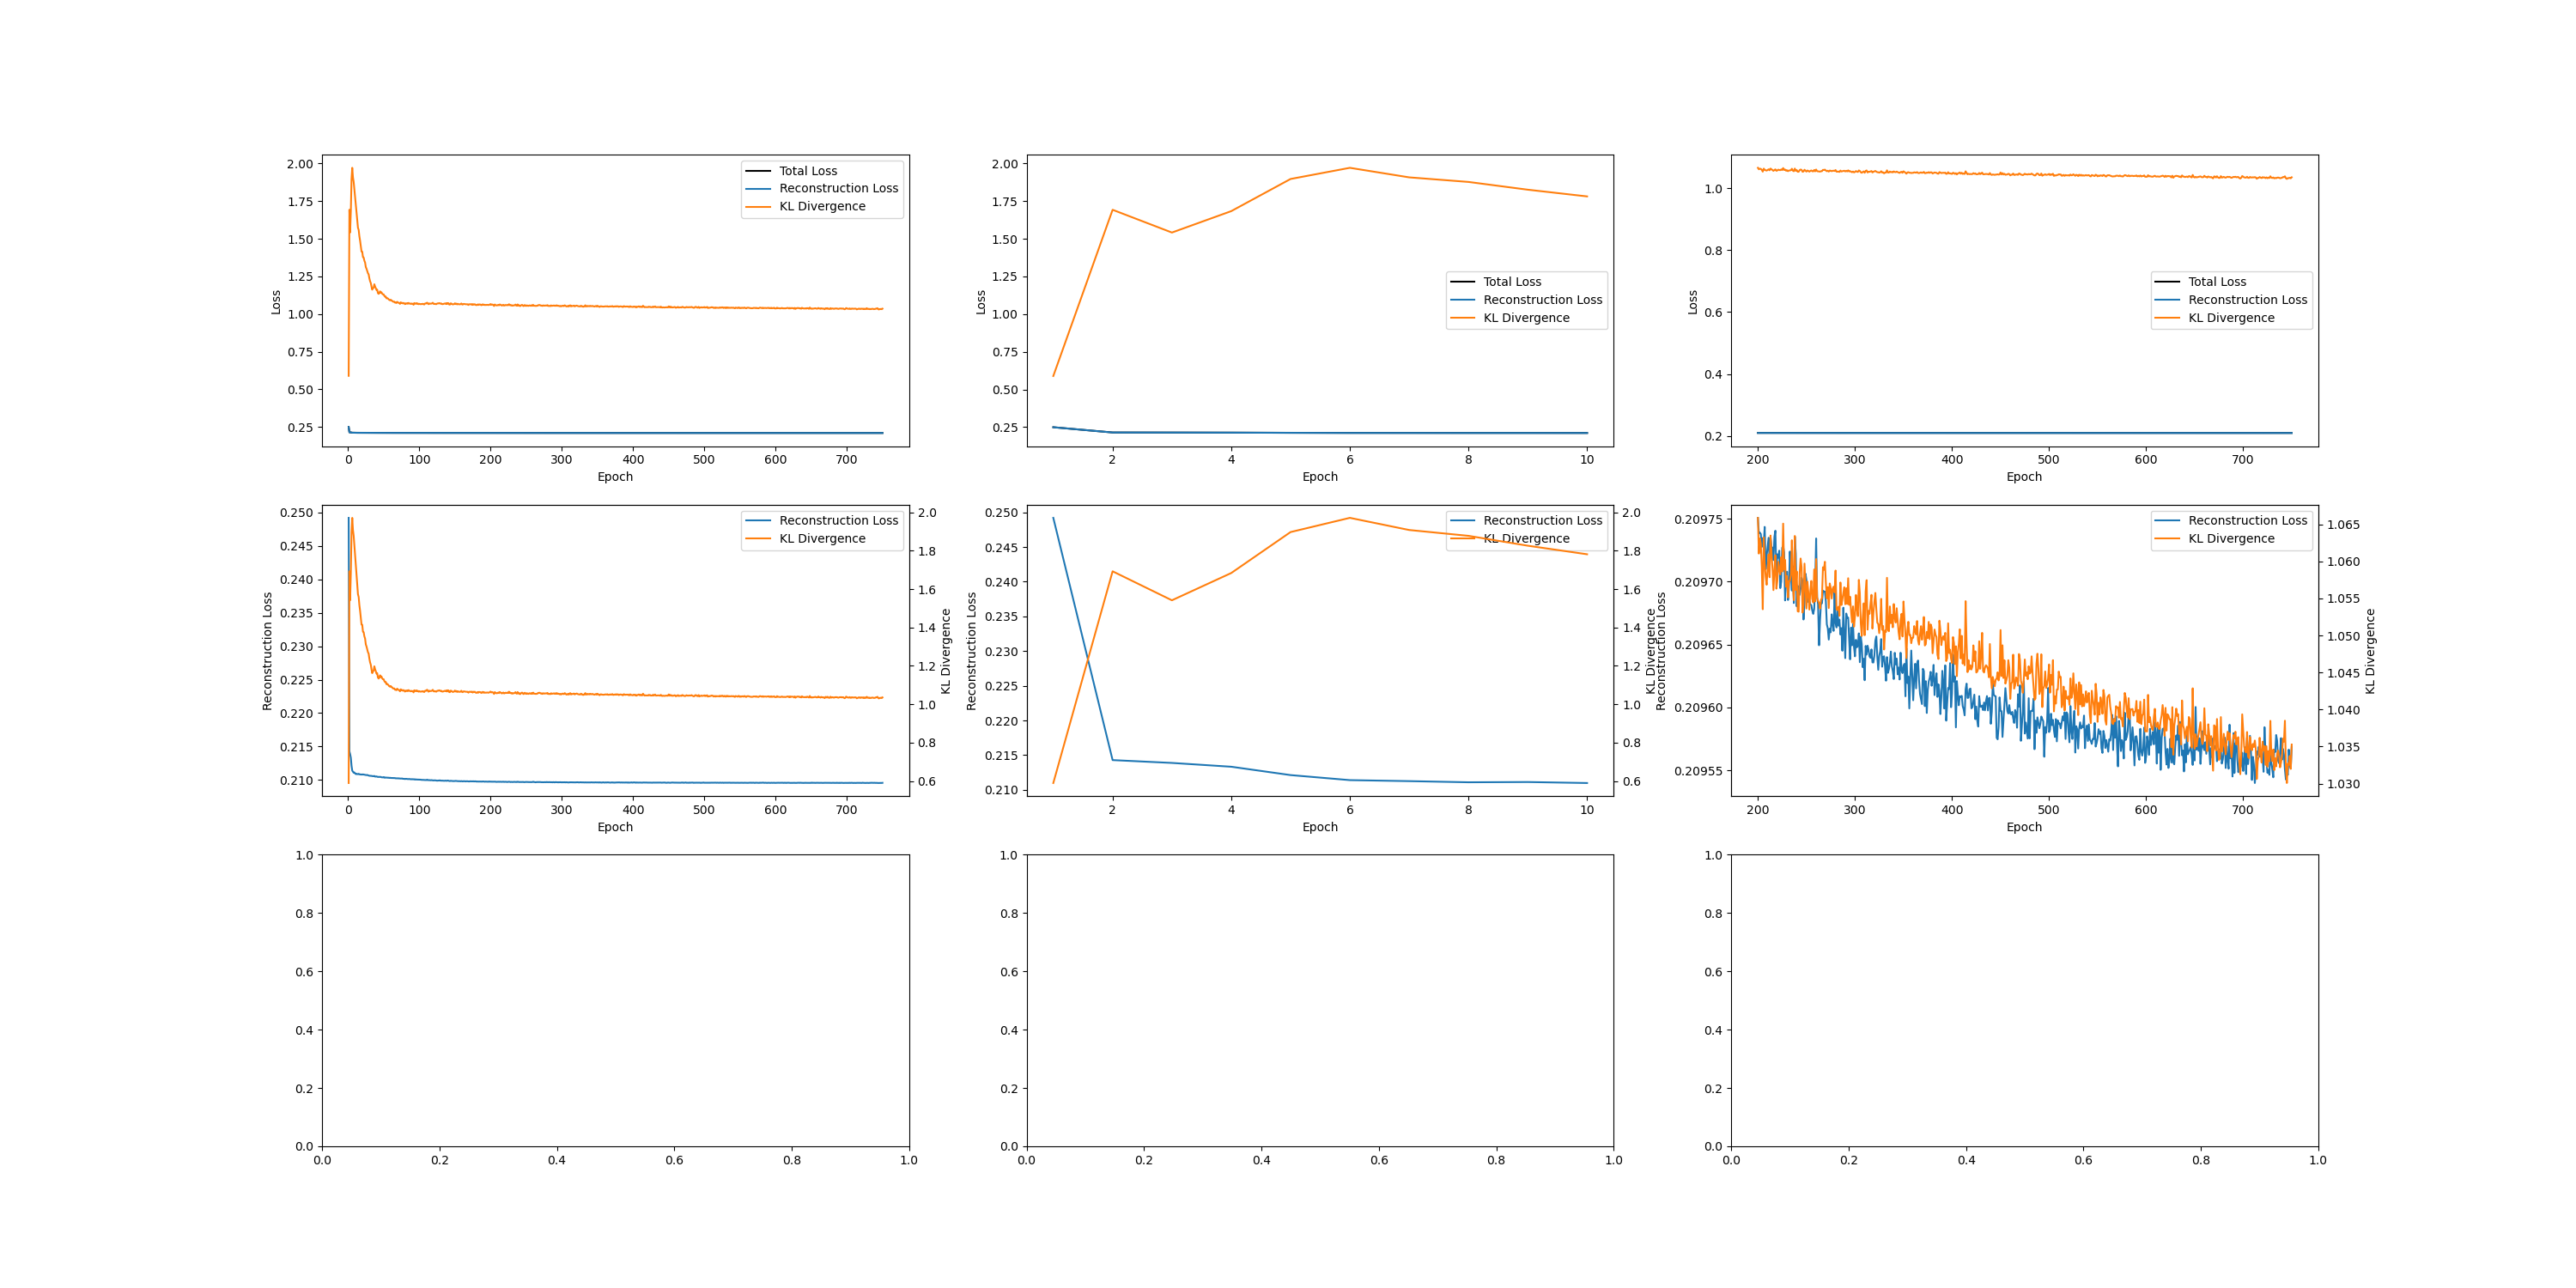 2.00
1.75
1.50
1.25
1.00
0.75
0.50
0.25
Loss
0 100 200 300 400 500 600 700
Epoch
Total Loss
Reconstruction Loss
KL Divergence
2.00
1.75
1.50
1.25
1.00
0.75
0.50
0.25
Loss
2 4 6 8 10
Epoch
Total Loss
Reconstruction Loss
KL Divergence
1.0
0.8
0.6
0.4
0.2
Loss
200 300 400 500 600 700
Epoch
Total Loss
Reconstruction Loss
KL Divergence
0.250
0.245
0.240
0.235
0.230
0.225
0.220
0.215
0.210
Reconstruction Loss
0 100 200 300 400 500 600 700
Epoch
Reconstruction Loss
KL Divergence
2.0
1.8
1.6
1.4
1.2
1.0
0.8
0.6
KL Divergence
0.250
0.245
0.240
0.235
0.230
0.225
0.220
0.215
0.210
Reconstruction Loss
2 4 6 8 10
Epoch
Reconstruction Loss
KL Divergence
2.0
1.8
1.6
1.4
1.2
1.0
0.8
0.6
KL Divergence
0.20975
0.20970
0.20965
0.20960
0.20955
Reconstruction Loss
200 300 400 500 600 700
Epoch
Reconstruction Loss
KL Divergence
1.065
1.060
1.055
1.050
1.045
1.040
1.035
1.030
KL Divergence
1.0
0.8
0.6
0.4
0.2
0.0
0.0 0.2 0.4 0.6 0.8 1.0
1.0
0.8
0.6
0.4
0.2
0.0
0.0 0.2 0.4 0.6 0.8 1.0
1.0
0.8
0.6
0.4
0.2
0.0
0.0 0.2 0.4 0.6 0.8 1.0